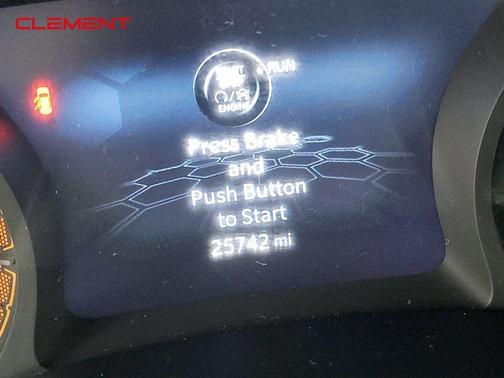 CLEMENT
RUN
ENGINE
Press Brake
and
Push Button
to Start
25742 mi